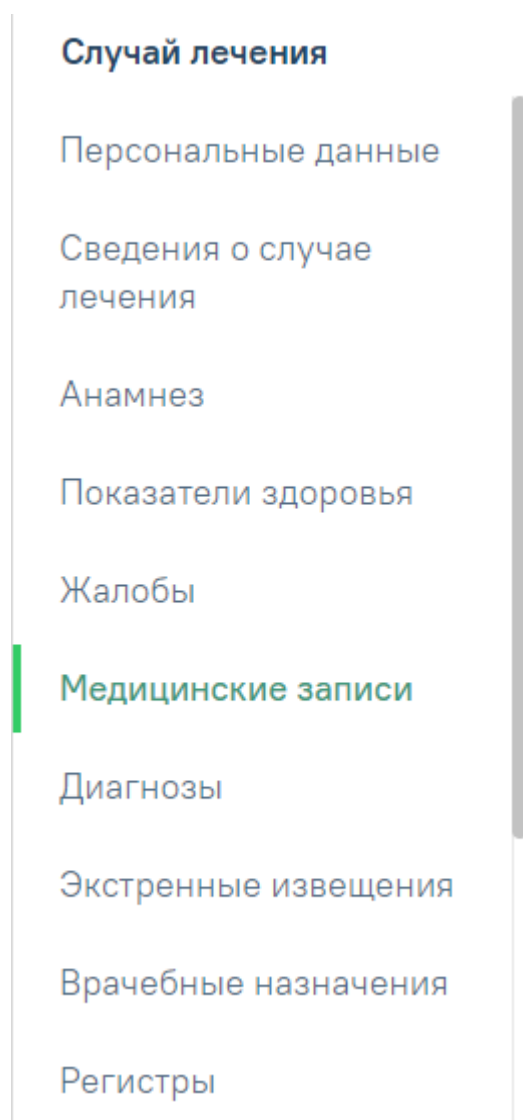 Случай лечения
Персональные данные
Сведения о случае
лечения
Анамнез
Показатели здоровья
Жалобы
Медицинские записи
Диагнозы
Экстренные извещения
Врачебные назначения
Регистры